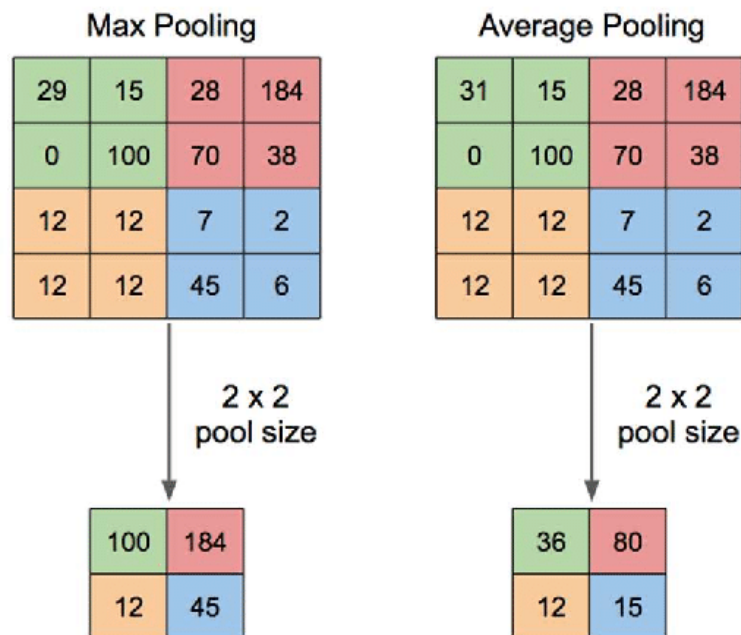 Max Pooling
29 15 28 184
0 100 70 38
12 12 7 2
12 12 45 6
2 x 2
pool size
100 184
12 45
Average Pooling
31 15 28 184
0 100 70 38
12 12 7 2
12 12 45 6
2 x 2
pool size
36 80
12 15